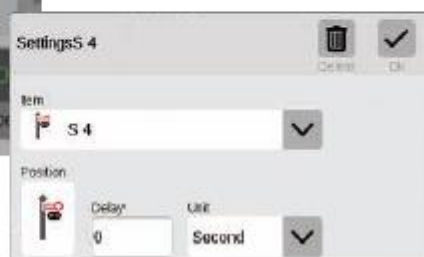 SettingsS 4
Delete
Ok
Item
S 4
Position
Delay
Unit
0
Second